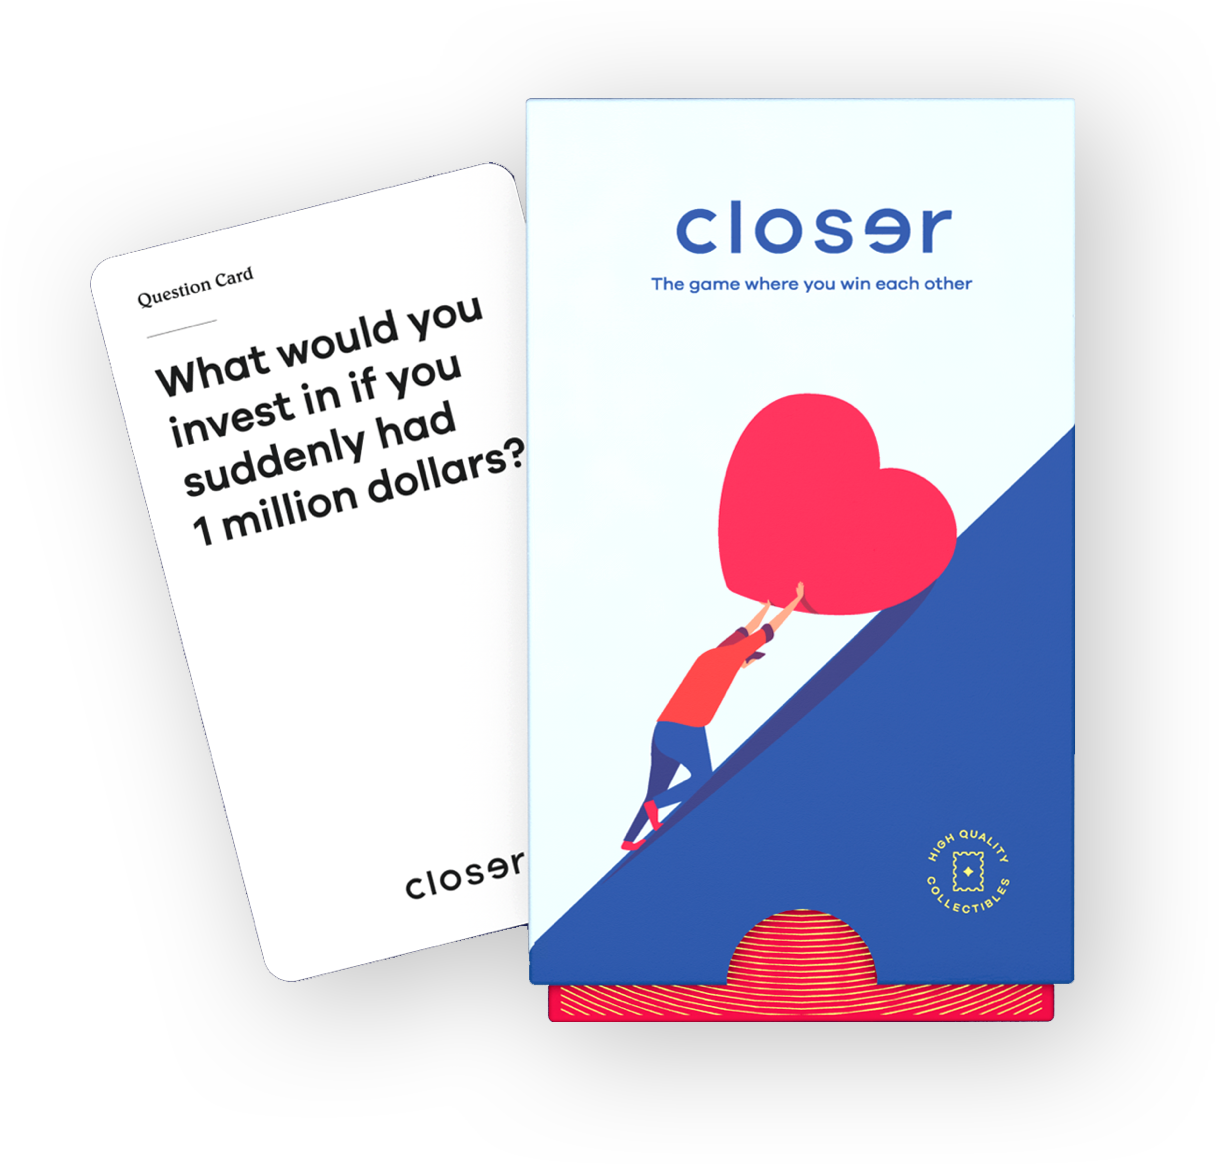 Question Card
What would you
invest in if you
suddenly had
1 million dollars?
closer
closer
The game where you win each other
HIGH QUALITY
COLLECTIBLES